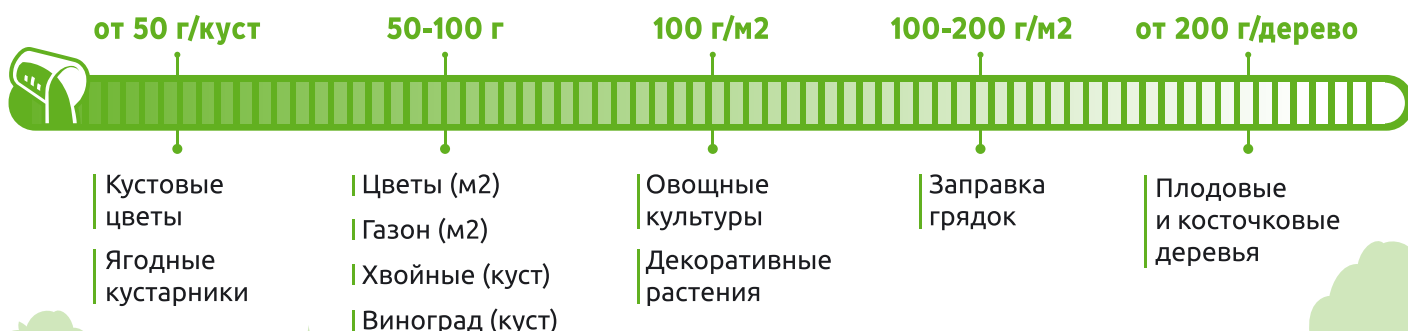 от 50 г/куст
50-100 г
100 г/м2
100-200 г/м2
от 200 г/дерево
Кустовые
цветы
Ягодные
кустарники
Цветы (м2)
Газон (м2)
Хвойные (куст)
Виноград (куст)
Овощные
культуры
Декоративные
растения
Заправка
грядок
Плодовые
и косточковые
деревья